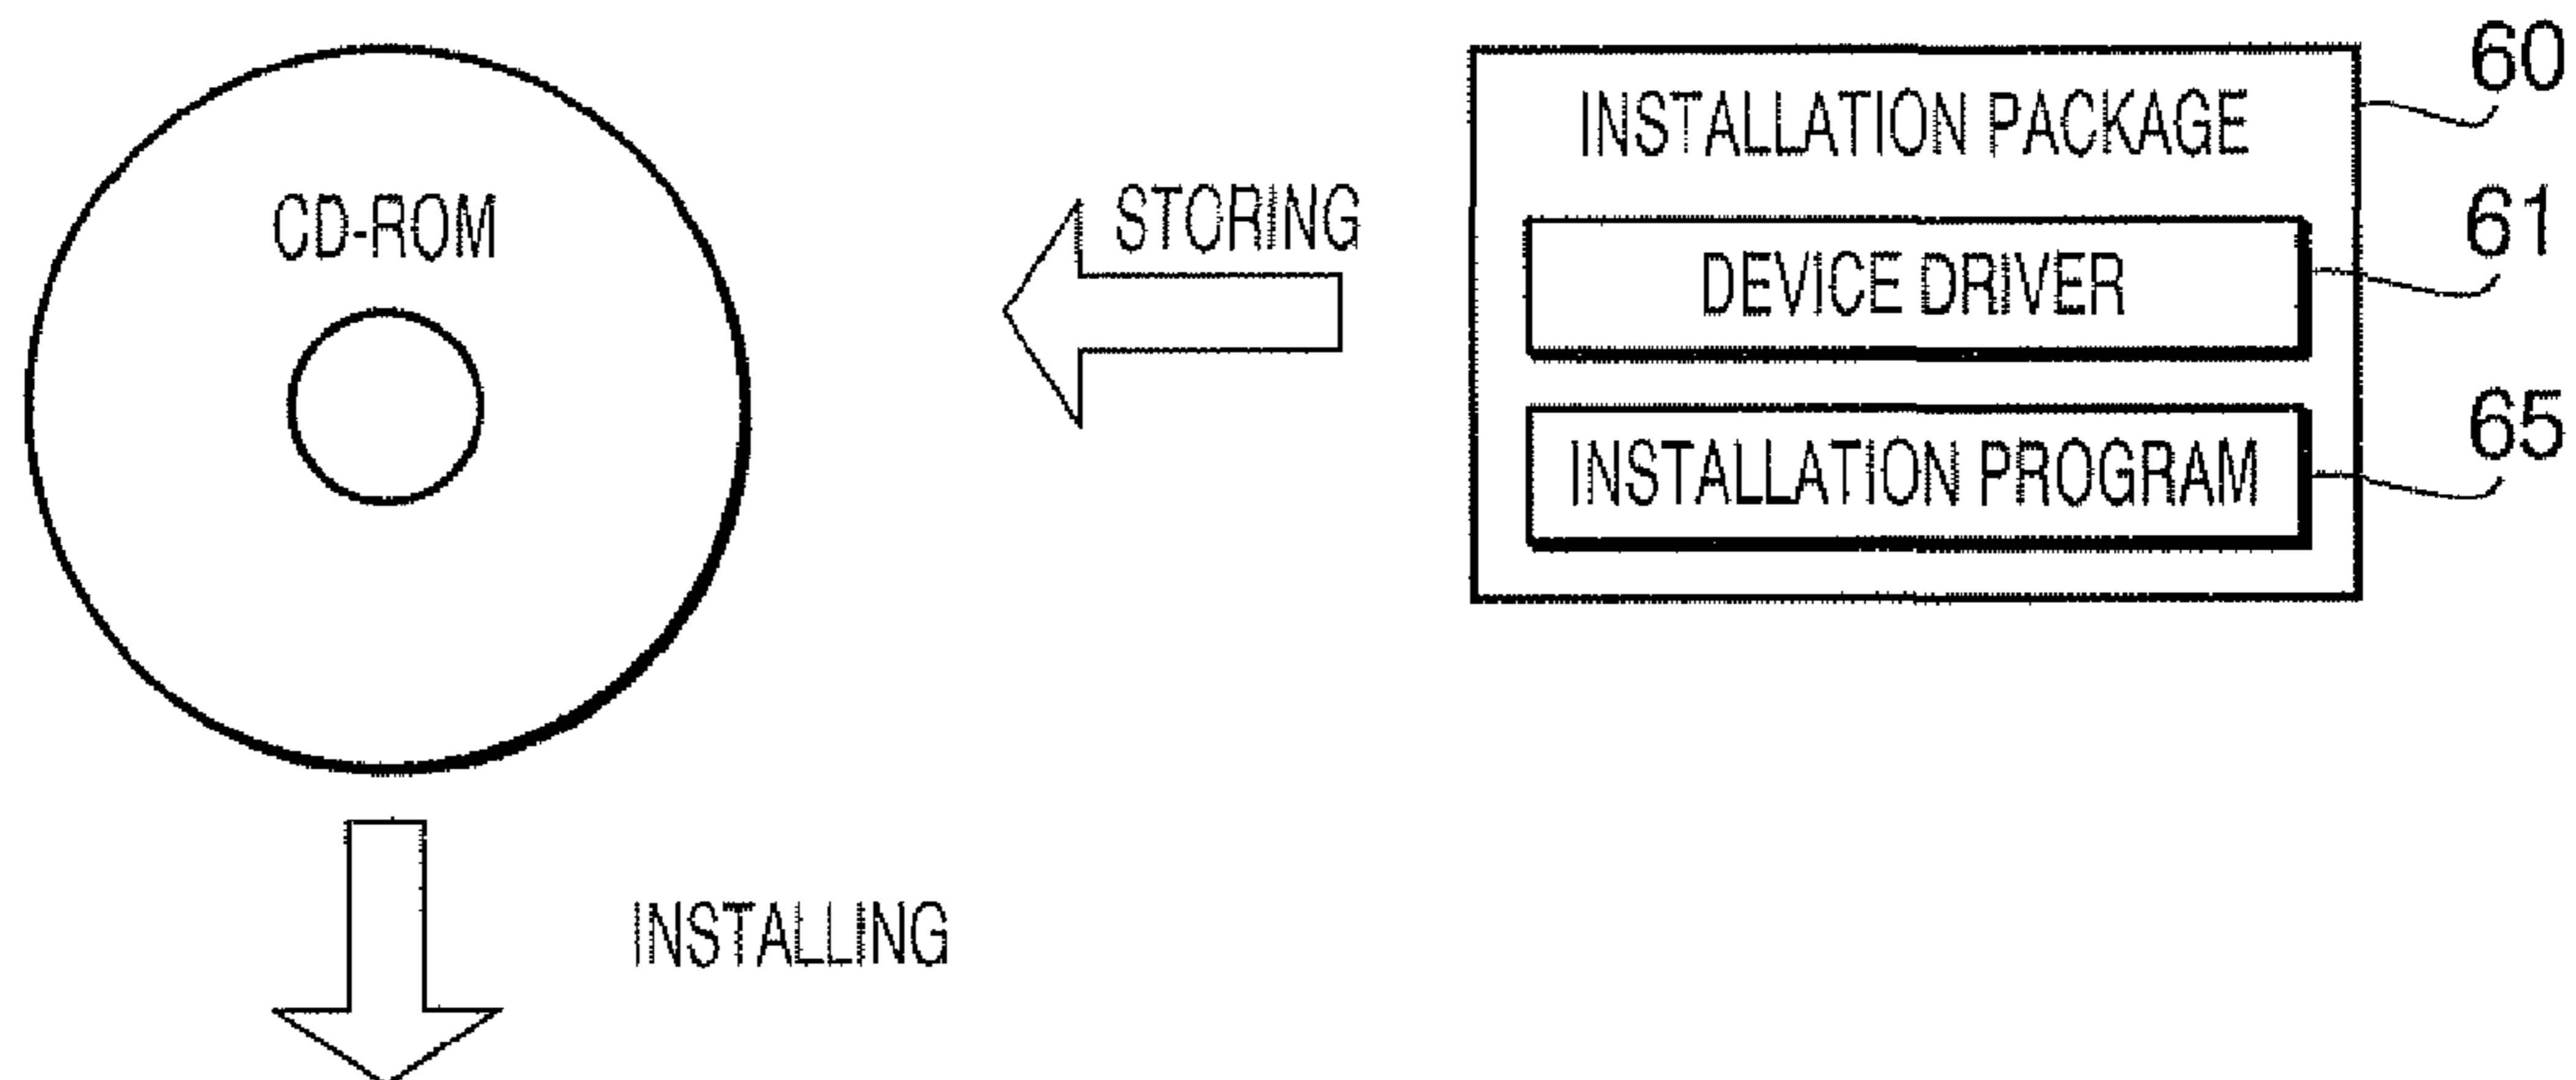 60
INSTALLATION PACKAGE
61
STORING
CD-ROM
DEVICE DRIVER
65
INSTALLATION PROGRAM
INSTALLING